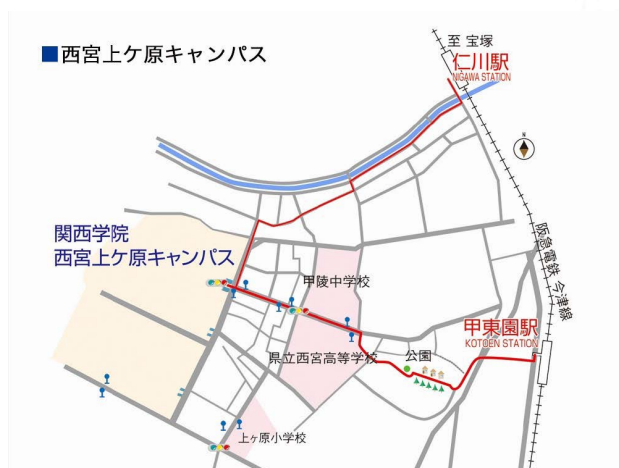 ■西宮上ケ原キャンパス
至 宝塚
仁川駅
NIGAWA STATION
N
関西学院
西宮上ケ原キャンパス
阪急電鉄 今津線
甲陵中学校
甲東園駅
KOTOEN STATION
県立西宮高等学校
公園
上ヶ原小学校